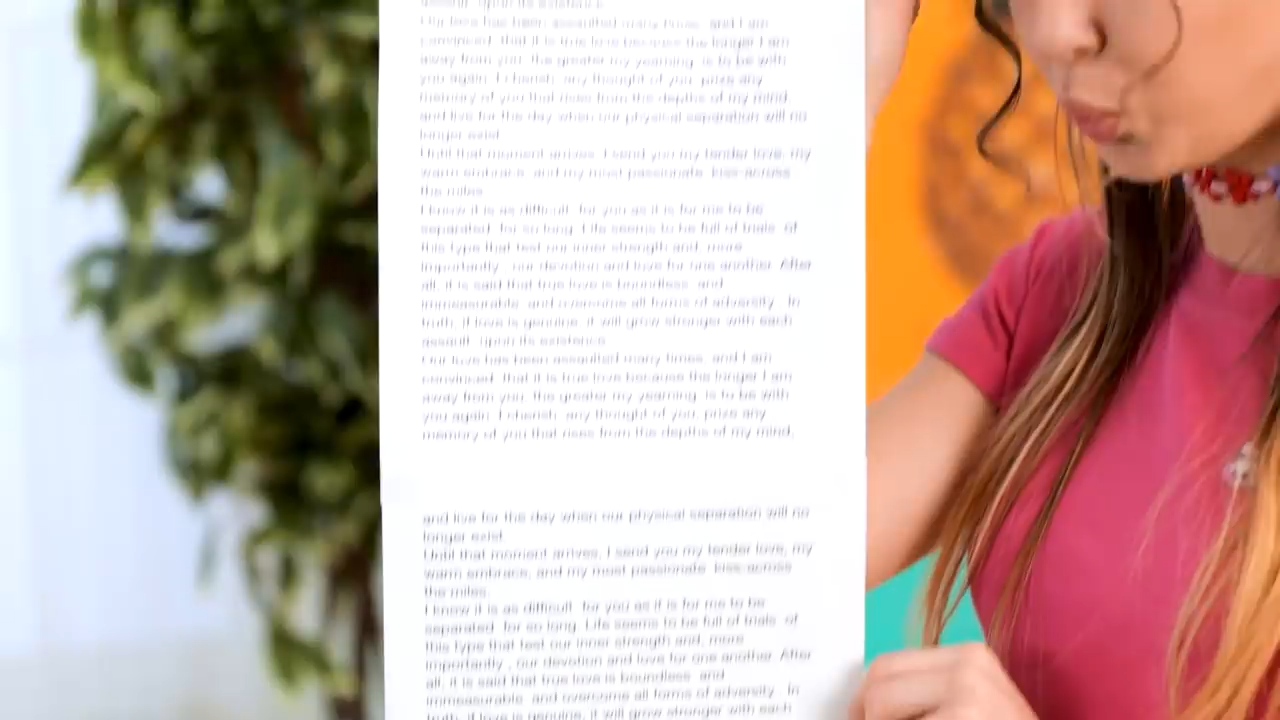 assault upon its existence.
Our love has been assaulted many times, and I am
convinced that it is true love because the longer I am
away from you, the greater my yearning is to be with
you again. I cherish any thought of you, prize any
memory of you that rises from the depths of my mind,
and live for the day when our physical separation will no
longer exist.
Until that moment arrives, I send you my tender love, my
warm embrace, and my most passionate kiss across
the miles.
I know it is as difficult for you as it is for me to be
separated for so long. Life seems to be full of trials of
this type that test our inner strength and, more
importantly, our devotion and love for one another. After
all, it is said that true love is boundless and
immeasurable and overcome all forms of adversity. In
truth, if love is genuine, it will grow stronger with each
assault upon its existence.
Our love has been assaulted many times, and I am
convinced that it is true love because the longer I am
away from you, the greater my yearning is to be with
you again. I cherish any thought of you, prize any
memory of you that rises from the depths of my mind,
and live for the day when our physical separation will no
longer exist.
Until that moment arrives, I send you my tender love, my
warm embrace, and my most passionate kiss across
the miles.
I know it is as difficult for you as it is for me to be
separated for so long. Life seems to be full of trials of
this type that test our inner strength and, more
importantly, our devotion and love for one another. After
all, it is said that true love is boundless and
immeasurable and overcome all forms of adversity. In
truth, if love is genuine, it will grow stronger with each